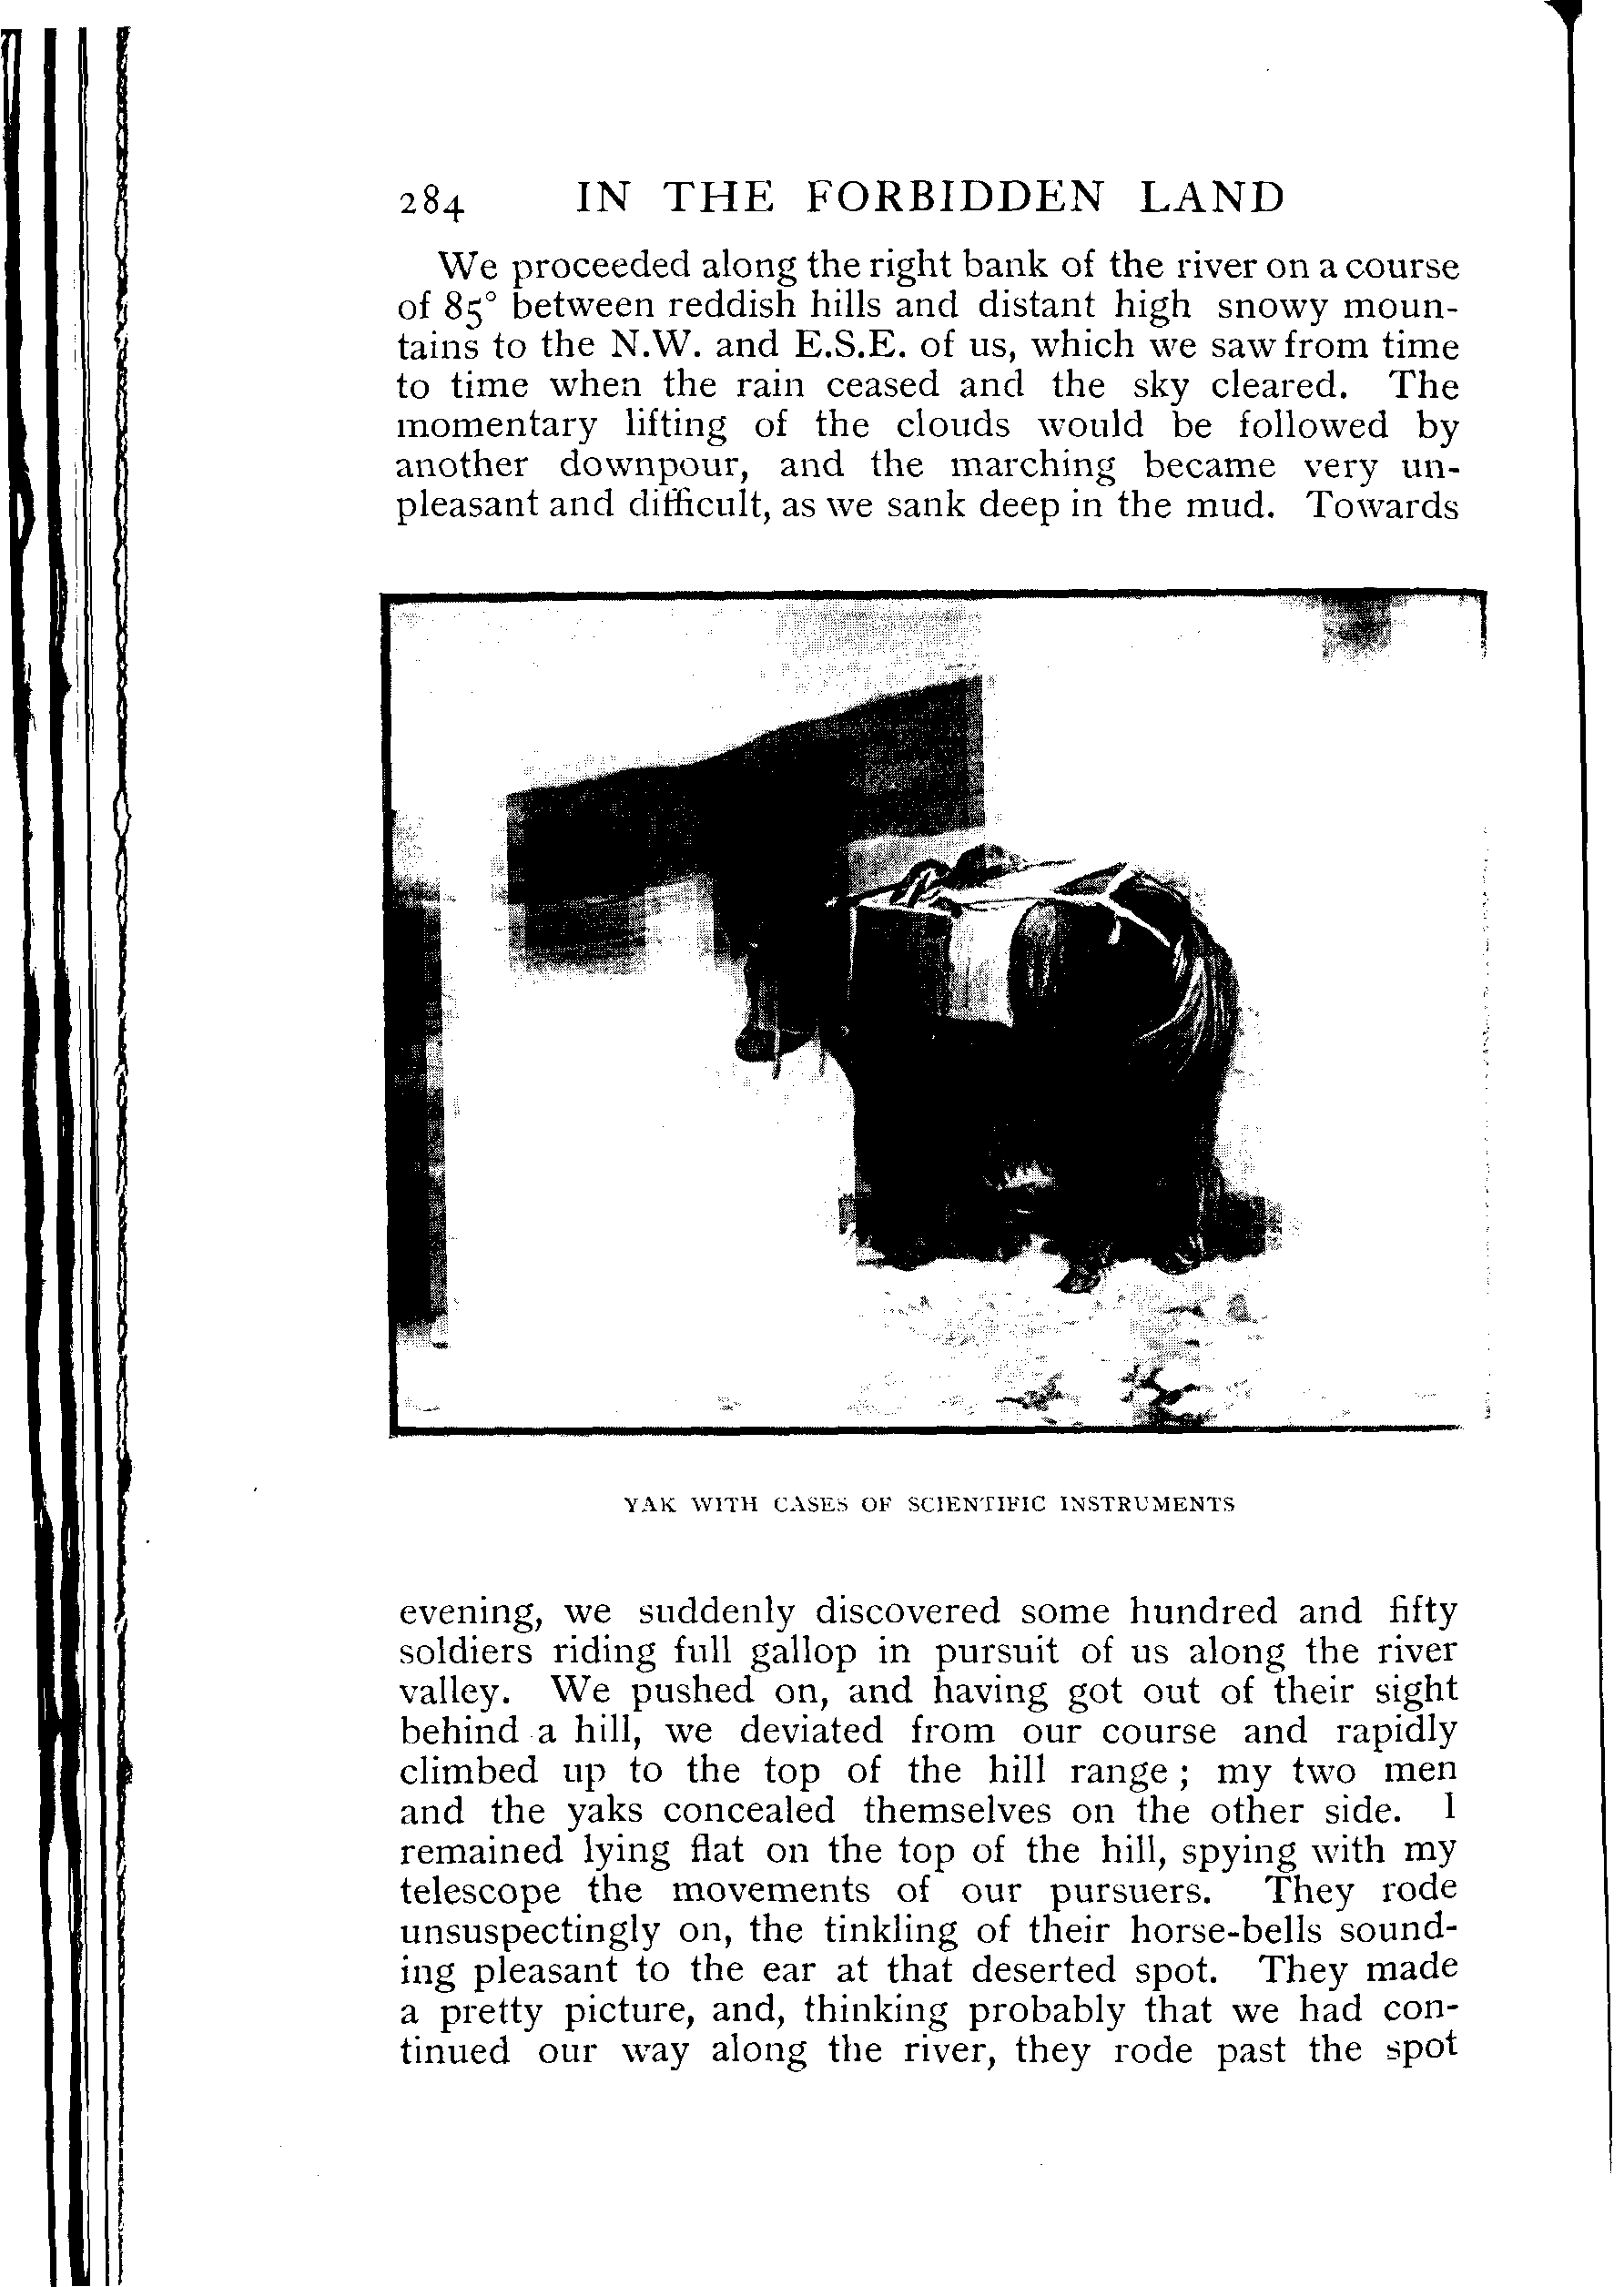 284 IN THE FORBIDDEN LAND
We proceeded along the right bank of the river on a course
of 85° between reddish hills and distant high snowy moun-
tains to the N.W. and E.S.E. of us, which we saw from time
to time when the rain ceased and the sky cleared. The
momentary lifting of the clouds would be followed by
another downpour, and the marching became very un-
pleasant and difficult, as we sank deep in the mud. Towards
YAK WITH CASES OF SCIENTIFIC INSTRUMENTS
evening, we suddenly discovered some hundred and fifty
soldiers riding full gallop in pursuit of us along the river
valley. We pushed on, and having got out of their sight
behind a hill, we deviated from our course and rapidly
climbed up to the top of the hill range; my two men
and the yaks concealed themselves on the other side. I
remained lying flat on the top of the hill, spying with my
telescope the movements of our pursuers. They rode
unsuspectingly on, the tinkling of their horse-bells sound-
ing pleasant to the ear at that deserted spot. They made
a pretty picture, and, thinking probably that we had con-
tinued our way along the river, they rode past the spot